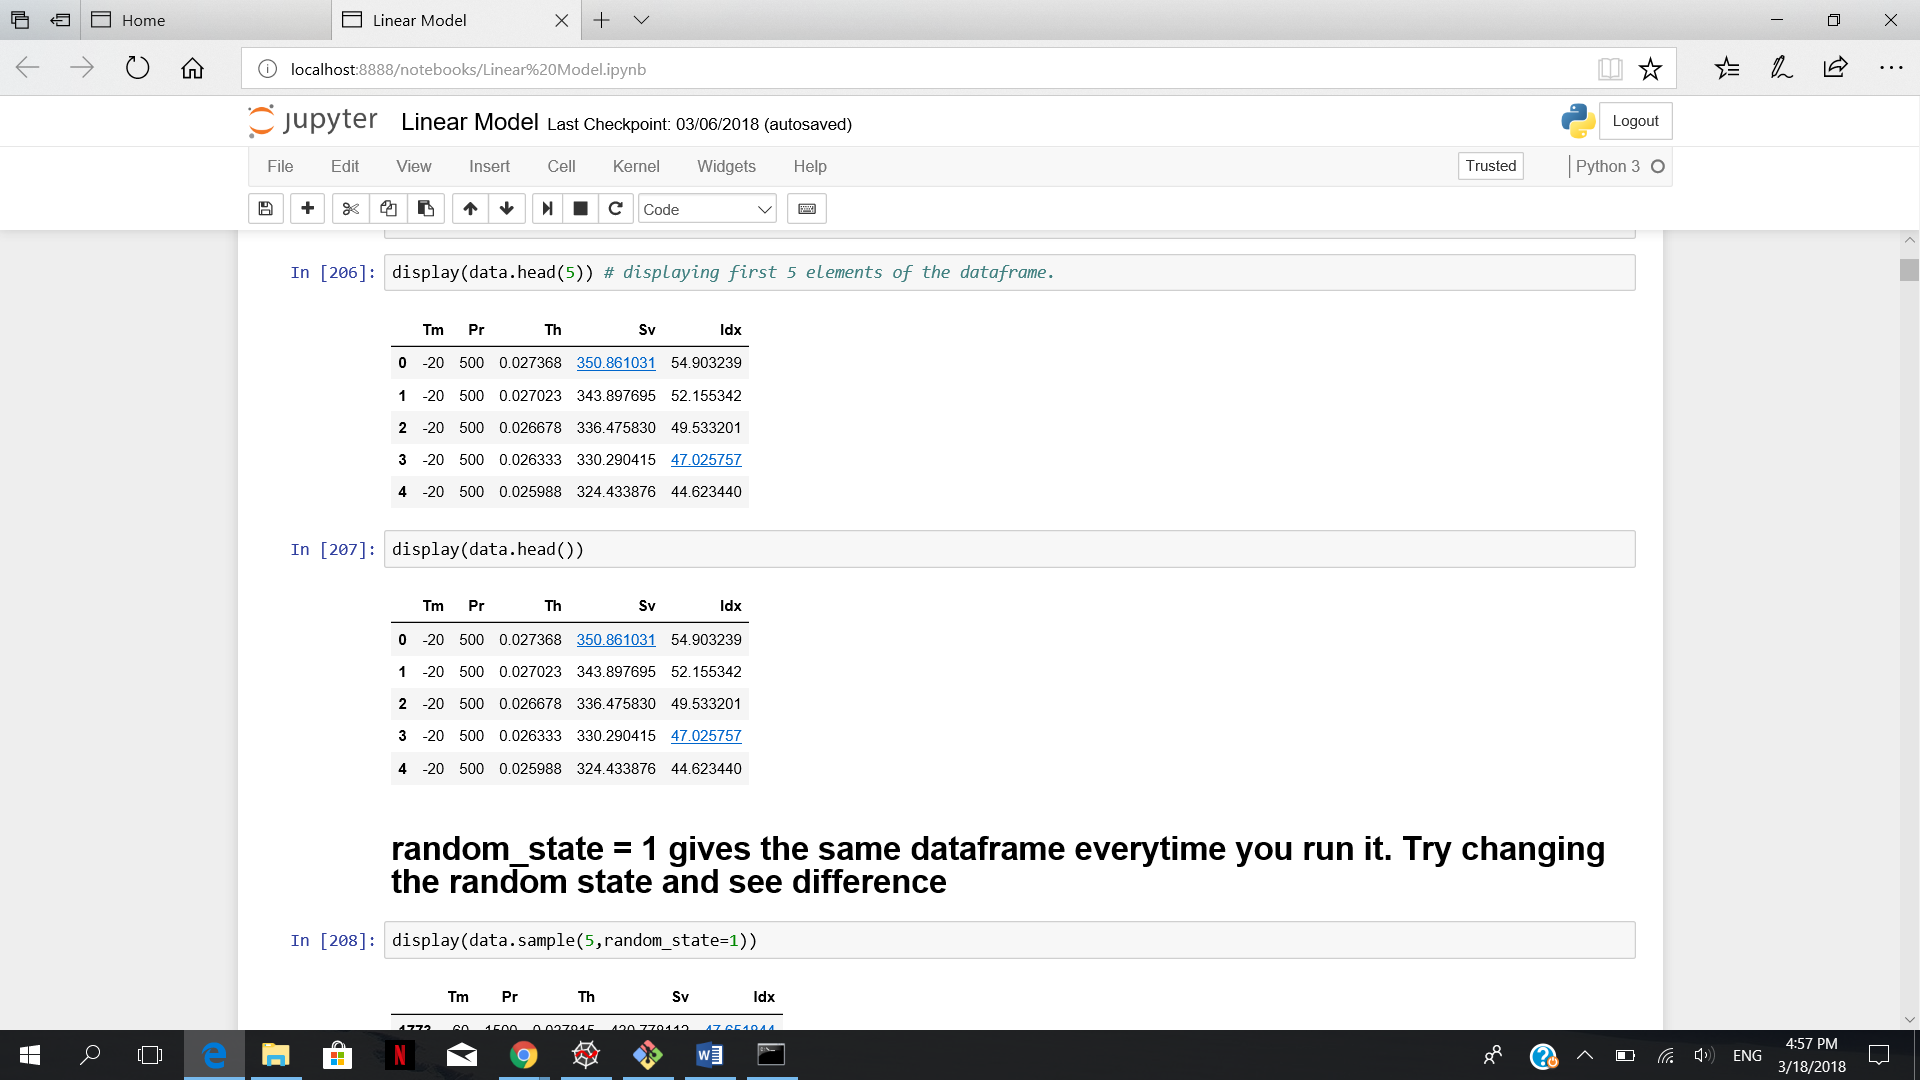 Home
Linear Model
localhost:8888/notebooks/Linear%20Model.ipynb
jupyter Linear Model Last Checkpoint: 03/06/2018 (autosaved)
Logout
File Edit View Insert Cell Kernel Widgets Help
Trusted
Python 3
Code
In [206]: display(data.head(5)) # displaying first 5 elements of the dataframe.
Tm Pr Th Sv Idx
0 -20 500 0.027368 350.861031 54.903239
1 -20 500 0.027023 343.897695 52.155342
2 -20 500 0.026678 336.475830 49.533201
3 -20 500 0.026333 330.290415 47.025757
4 -20 500 0.025988 324.433876 44.623440
In [207]: display(data.head())
Tm Pr Th Sv Idx
0 -20 500 0.027368 350.861031 54.903239
1 -20 500 0.027023 343.897695 52.155342
2 -20 500 0.026678 336.475830 49.533201
3 -20 500 0.026333 330.290415 47.025757
4 -20 500 0.025988 324.433876 44.623440
random_state = 1 gives the same dataframe everytime you run it. Try changing
the random state and see difference
In [208]: display(data.sample(5,random_state=1))
Tm Pr Th Sv Idx
1773 60 1500 0.037815 430.778112 47.651844
ENG
4:57 PM
3/18/2018